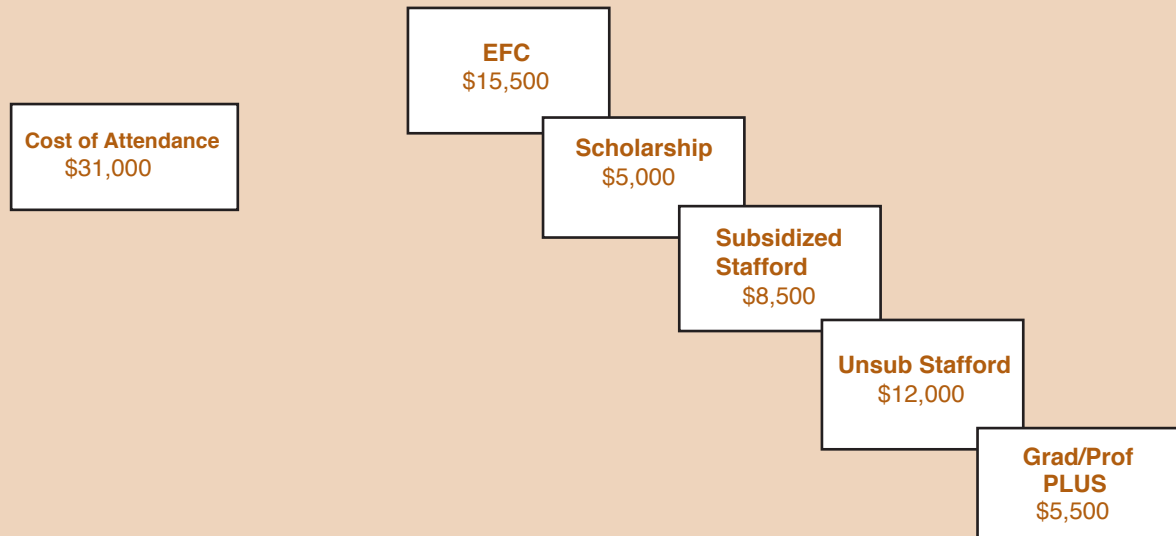 EFC
$15,500
Cost of Attendance
$31,000
Scholarship
$5,000
Subsidized
Stafford
$8,500
Unsub Stafford
$12,000
Grad/Prof
PLUS
$5,500